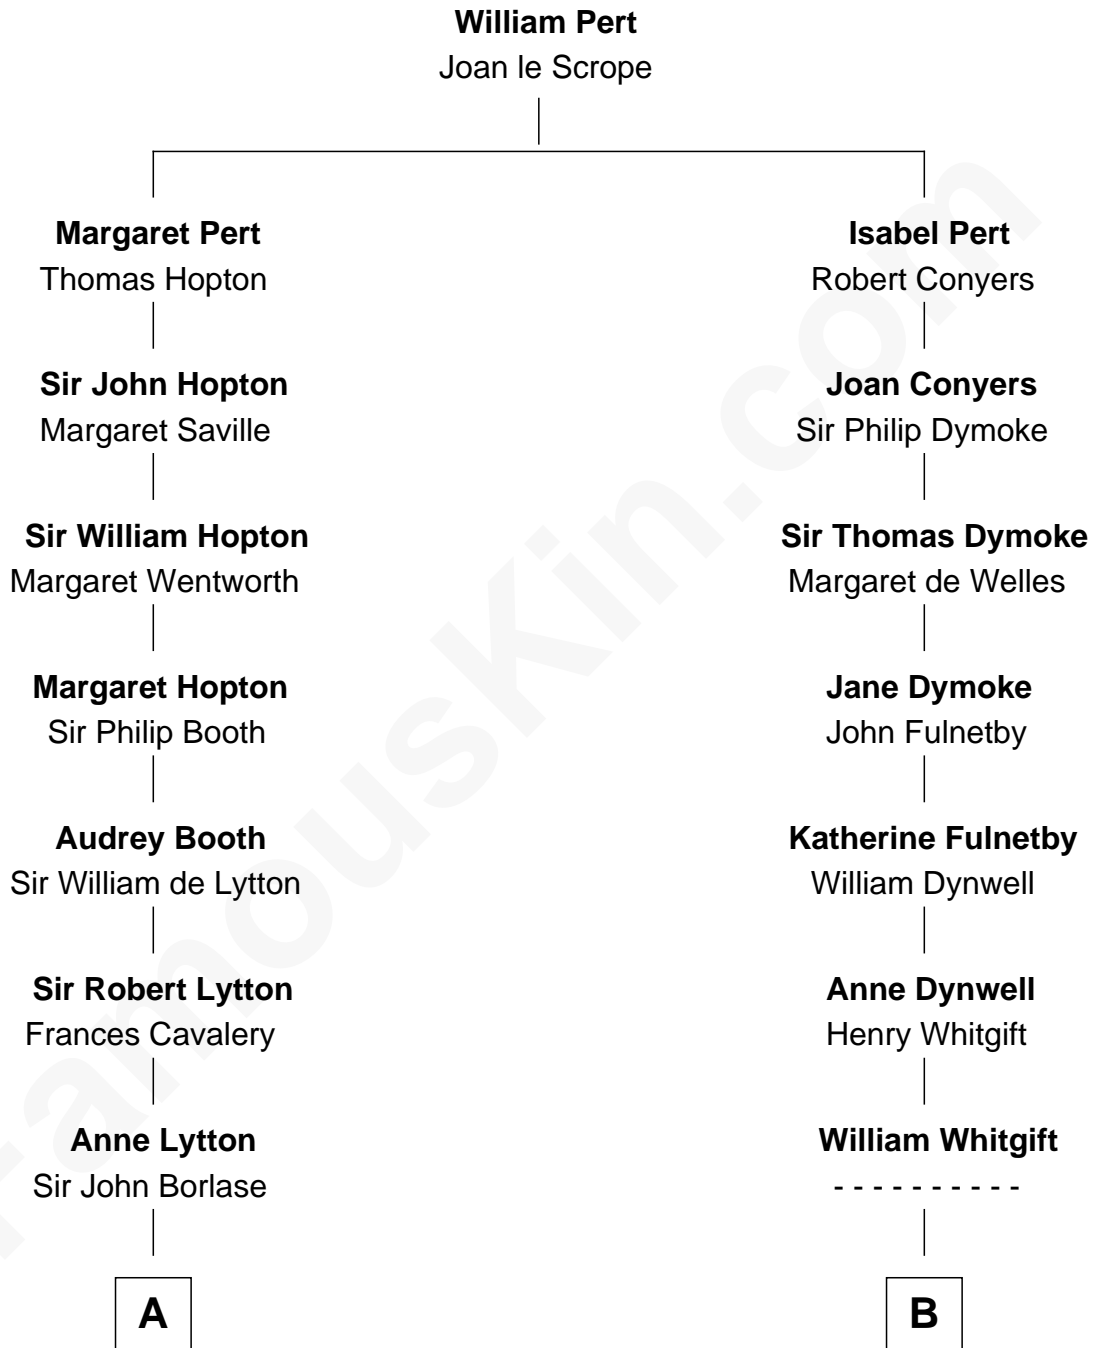 William Pert
Joan le Scrope
Margaret Pert
Thomas Hopton
Isabel Pert
Robert Conyers
Sir John Hopton
Margaret Saville
Joan Conyers
Sir Philip Dymoke
Sir William Hopton
Margaret Wentworth
Sir Thomas Dymoke
Margaret de Welles
Margaret Hopton
Sir Philip Booth
Jane Dymoke
John Fulnetby
Audrey Booth
Sir William de Lytton
Katherine Fulnetby
William Dynwell
Sir Robert Lytton
Frances Cavalery
Anne Dynwell
Henry Whitgift
Anne Lytton
Sir John Borlase
William Whitgift
- - - - - - - - - -
A
B
FamousKin.com